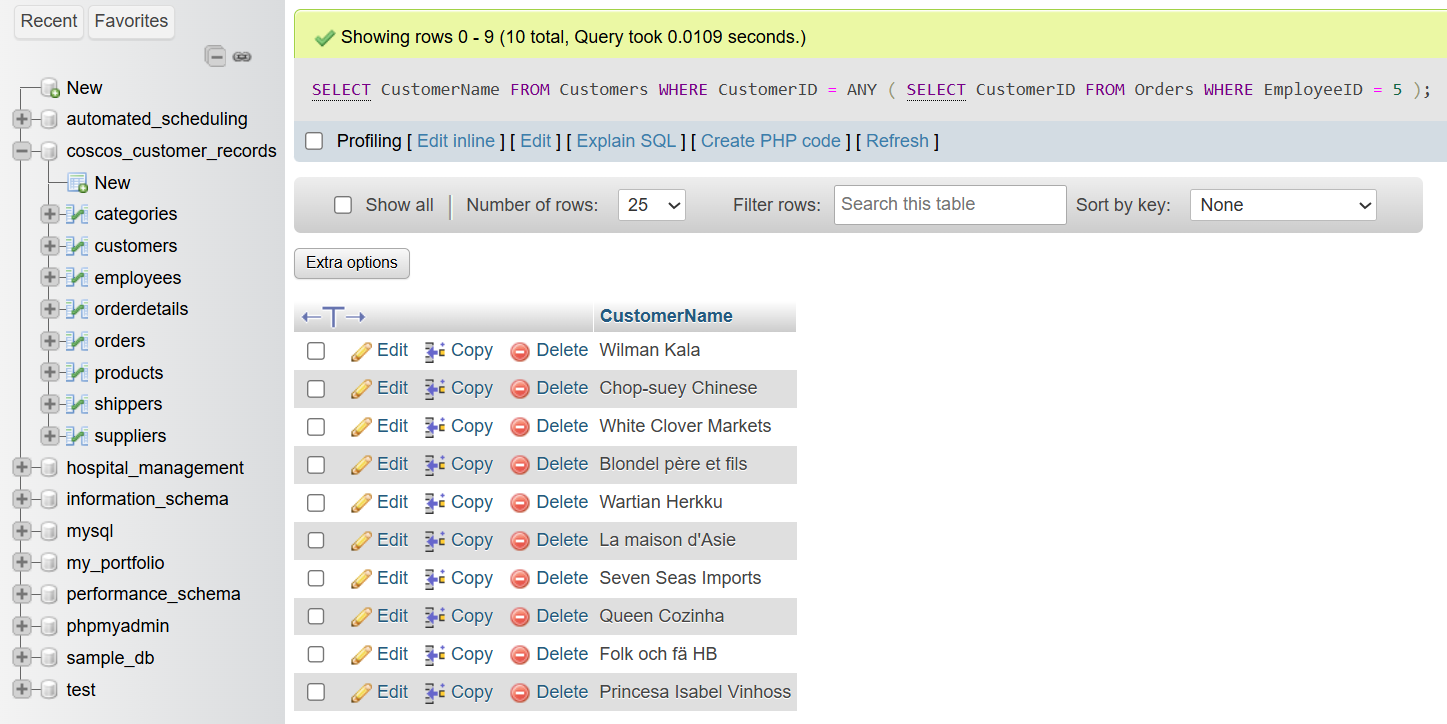 Recent Favorites
New
automated_scheduling
coscos_customer_records
New
categories
customers
employees
orderdetails
orders
products
shippers
suppliers
hospital_management
information_schema
mysql
my_portfolio
performance_schema
phpmyadmin
sample_db
test
Showing rows 0 - 9 (10 total, Query took 0.0109 seconds.)
SELECT CustomerName FROM Customers WHERE CustomerID = ANY ( SELECT CustomerID FROM Orders WHERE EmployeeID = 5 );
Profiling [ Edit inline ] [ Edit ] [ Explain SQL ] [ Create PHP code ] [ Refresh ]
Show all Number of rows: 25 Filter rows: Search this table Sort by key: None
Extra options
CustomerName
Edit Copy Delete Wilman Kala
Edit Copy Delete Chop-suey Chinese
Edit Copy Delete White Clover Markets
Edit Copy Delete Blondel père et fils
Edit Copy Delete Wartian Herkku
Edit Copy Delete La maison d'Asie
Edit Copy Delete Seven Seas Imports
Edit Copy Delete Queen Cozinha
Edit Copy Delete Folk och fä HB
Edit Copy Delete Princesa Isabel Vinhoss